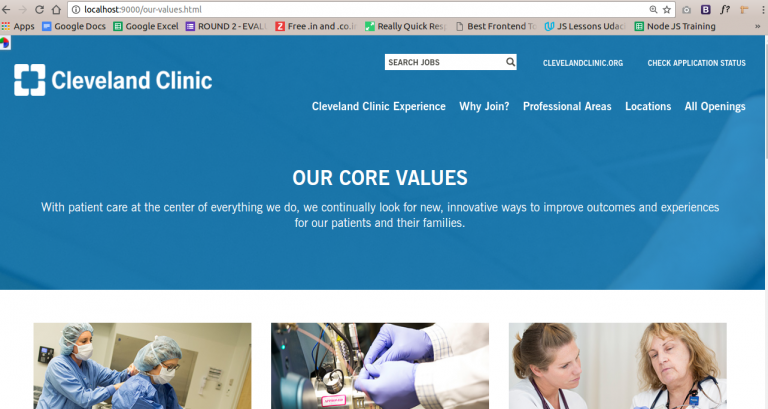 localhost:9000/our-values.html
Apps Google Docs Google Excel ROUND 2 - EVAL Free .in and .co.i Really Quick Res Best Frontend T JS Lessons Udac Node JS Training
SEARCH JOBS
CLEVELANDCLINIC.ORG
CHECK APPLICATION STATUS
Cleveland Clinic
Cleveland Clinic Experience Why Join? Professional Areas Locations All Openings
OUR CORE VALUES
With patient care at the center of everything we do, we continually look for new, innovative ways to improve outcomes and experiences
for our patients and their families.